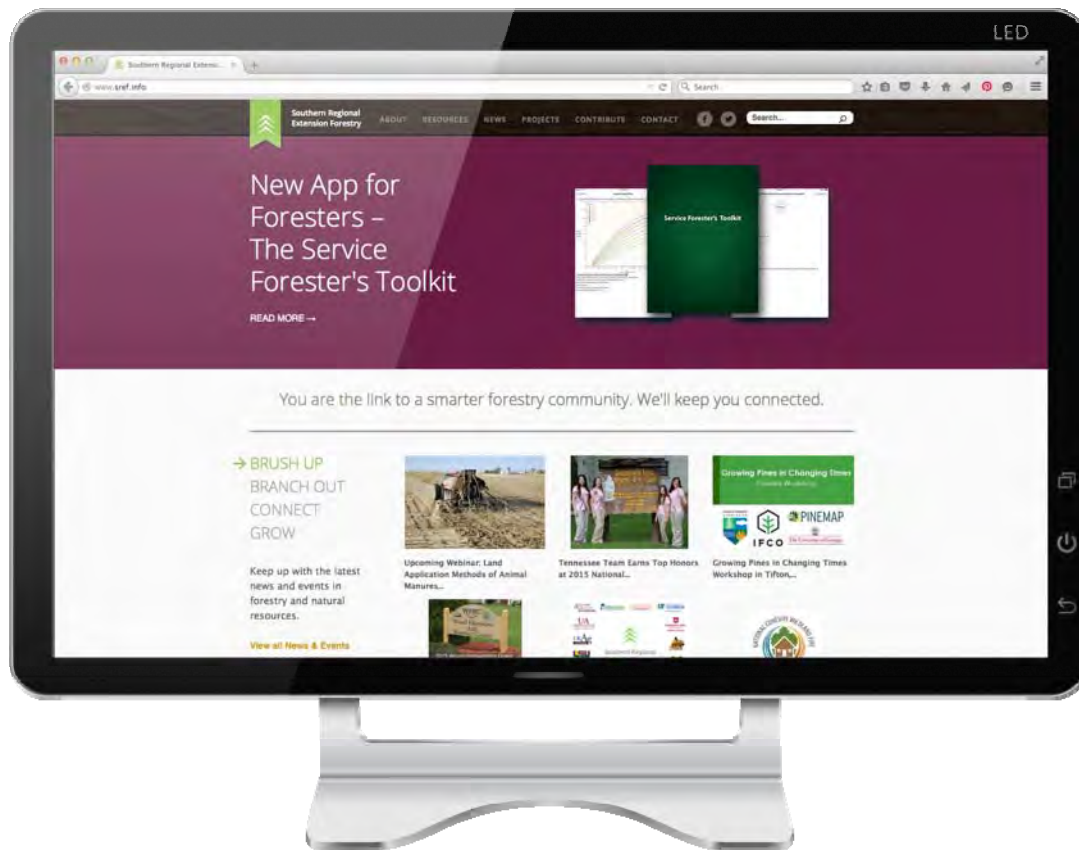 LED
Southern Regional Extensi...
www.sref.info
Search
Southern Regional
Extension Forestry
ABOUT RESOURCES NEWS PROJECTS CONTRIBUTE CONTACT
Search...
New App for
Foresters –
The Service
Forester's Toolkit
READ MORE →
Service Forester's Toolkit
You are the link to a smarter forestry community. We'll keep you connected.
→ BRUSH UP
BRANCH OUT
CONNECT
GROW
Keep up with the latest
news and events in
forestry and natural
resources.
View all News & Events
Upcoming Webinar: Land
Application Methods of Animal
Manures...
Tennessee Team Earns Top Honors
at 2015 National...
Growing Pines in Changing Times
IFCO
PINEMAP
Growing Pines in Changing Times
Workshop in Tifton,...
UA
LSU
Southern Regional